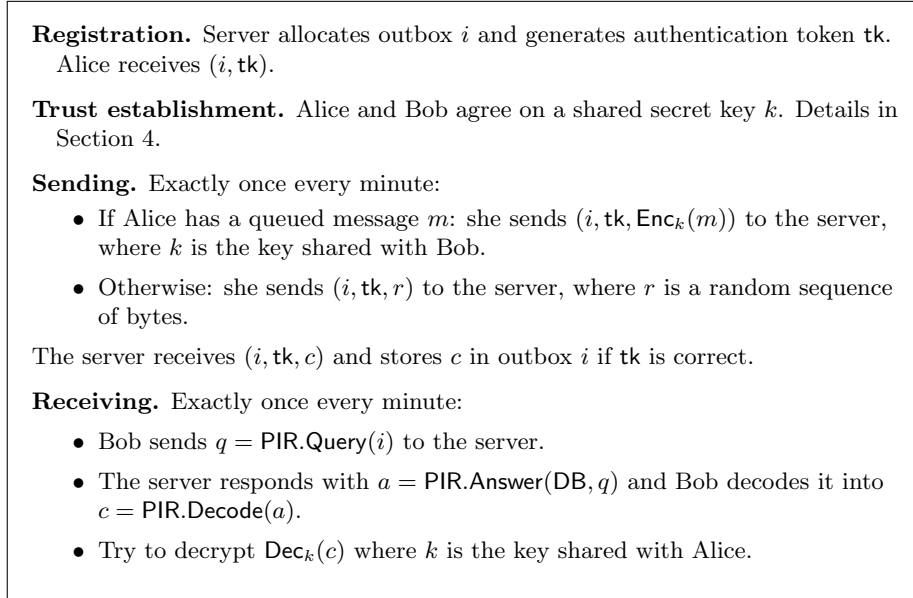 Registration. Server allocates outbox i and generates authentication token tk.
Alice receives (i, tk).
Trust establishment. Alice and Bob agree on a shared secret key k. Details in
Section 4.
Sending. Exactly once every minute:
• If Alice has a queued message m: she sends (i, tk, Encₖ(m)) to the server,
where k is the key shared with Bob.
• Otherwise: she sends (i, tk, r) to the server, where r is a random sequence
of bytes.
The server receives (i, tk, c) and stores c in outbox i if tk is correct.
Receiving. Exactly once every minute:
• Bob sends q = PIR.Query(i) to the server.
• The server responds with a = PIR.Answer(DB, q) and Bob decodes it into
c = PIR.Decode(a).
• Try to decrypt Decₖ(c) where k is the key shared with Alice.